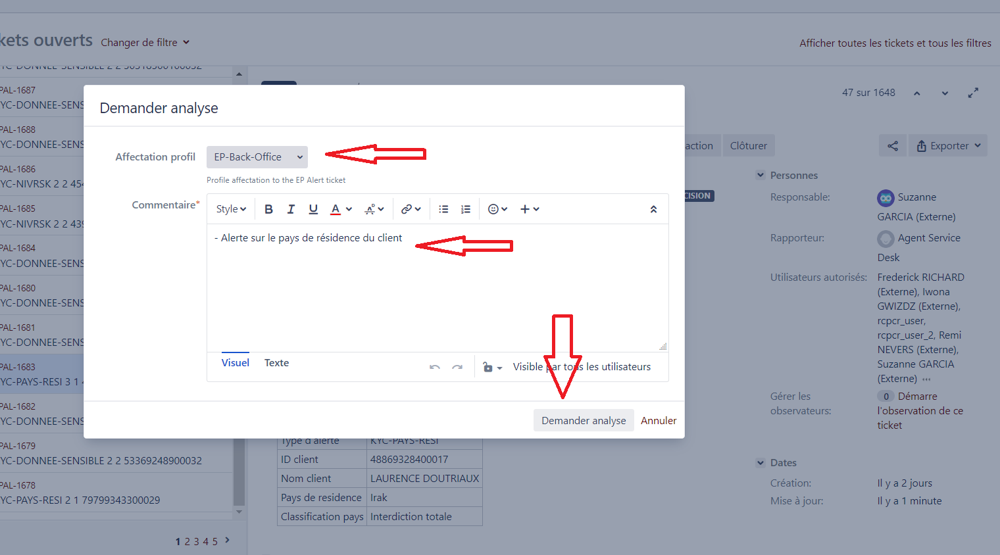 kets ouverts Changer de filtre
Afficher toutes les tickets et tous les filtres
PAL-1687
YC-DONNEE-SENS
PAL-1688
YC-DONNEE-SENS
PAL-1686
YC-NIVRSK 2 2 454
PAL-1685
YC-NIVRSK 2 2 439
PAL-1684
YC-DONNEE-SENS
PAL-1680
YC-DONNEE-SENS
PAL-1681
YC-DONNEE-SENS
PAL-1683
YC-PAYS-RESI 3 1 4
PAL-1682
YC-DONNEE-SENS
PAL-1679
YC-DONNEE-SENSIBLE 2 2 53369248900032
PAL-1678
YC-PAYS-RESI 2 1 79799343300029
1 2 3 4 5
Demander analyse
Affectation profil EP-Back-Office
Profile affectation to the EP Alert ticket
Commentaire*
Style B I U A
- Alerte sur le pays de résidence du client
Visuel Texte Visible par tous les utilisateurs
Demander analyse Annuler
Type d'alerte KYC-PAYS-RESI
ID client 48869328400017
Nom client LAURENCE DOUTRIAUX
Pays de residence Irak
Classification pays Interdiction totale
47 sur 1648
action Clôturer Exporter
CISION
Personnes
Responsable: Suzanne
GARCIA (Externe)
Rapporteur: Agent Service
Desk
Utilisateurs autorisés: Frederick RICHARD
(Externe), Iwona
GWIZDZ (Externe),
rcpcr_user,
rcpcr_user_2, Remi
NEVERS (Externe),
Suzanne GARCIA
(Externe) •••
Gérer les 0 Démarre
observateurs: l'observation de ce
ticket
Dates
Création: Il y a 2 jours
Mise à jour: Il y a 1 minute